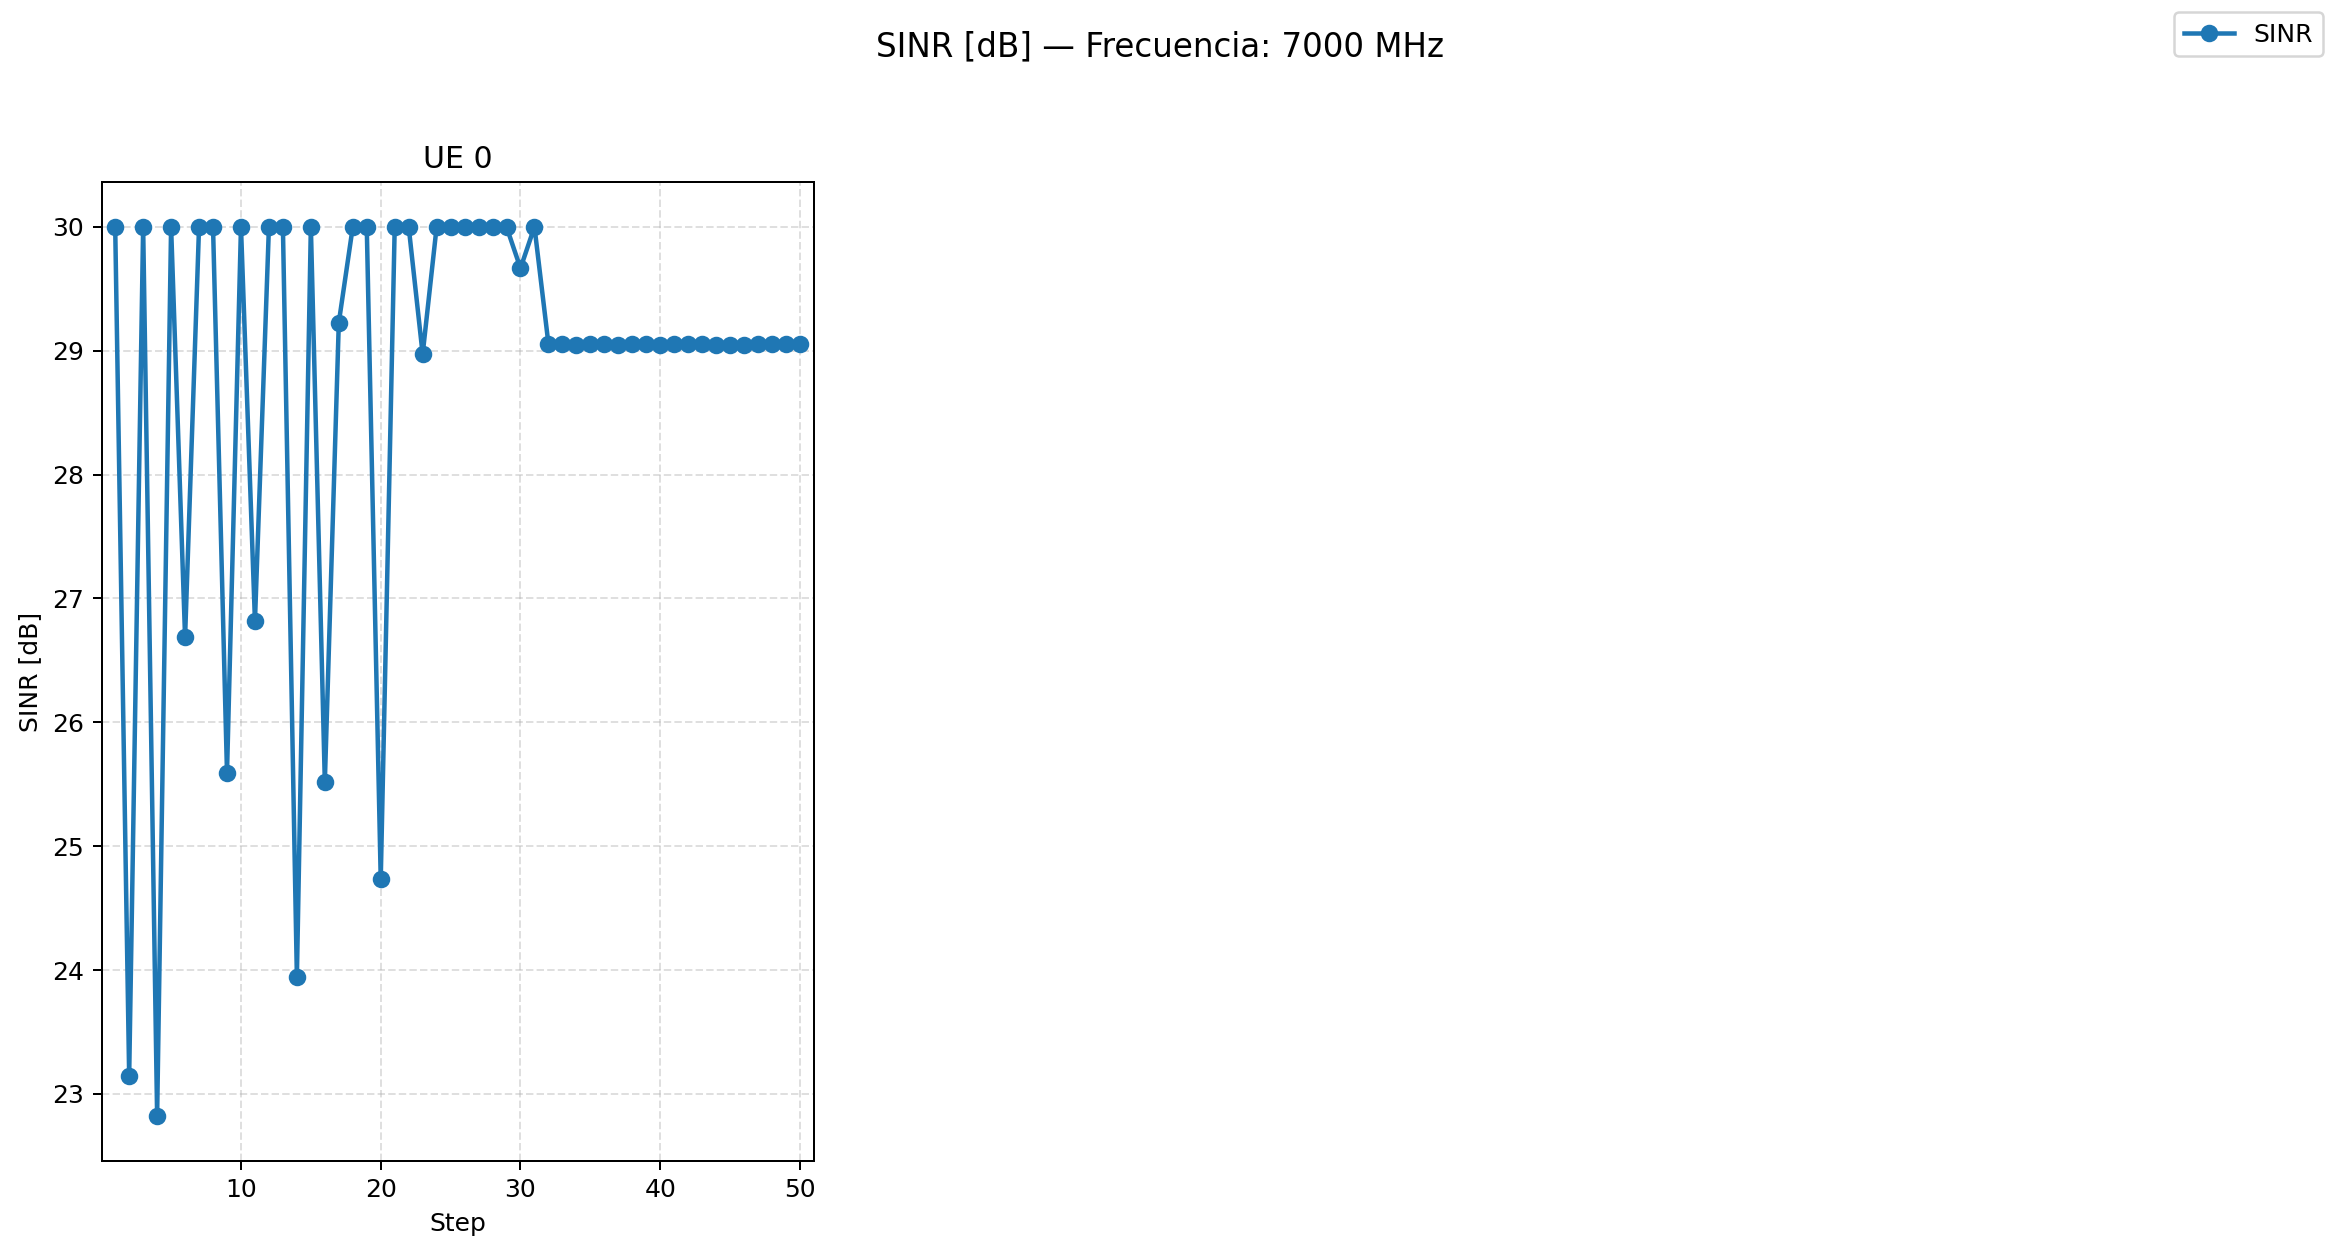 SINR [dB] — Frecuencia: 7000 MHz
SINR
UE 0
30
29
28
27
26
25
24
23
SINR [dB]
10 20 30 40 50
Step